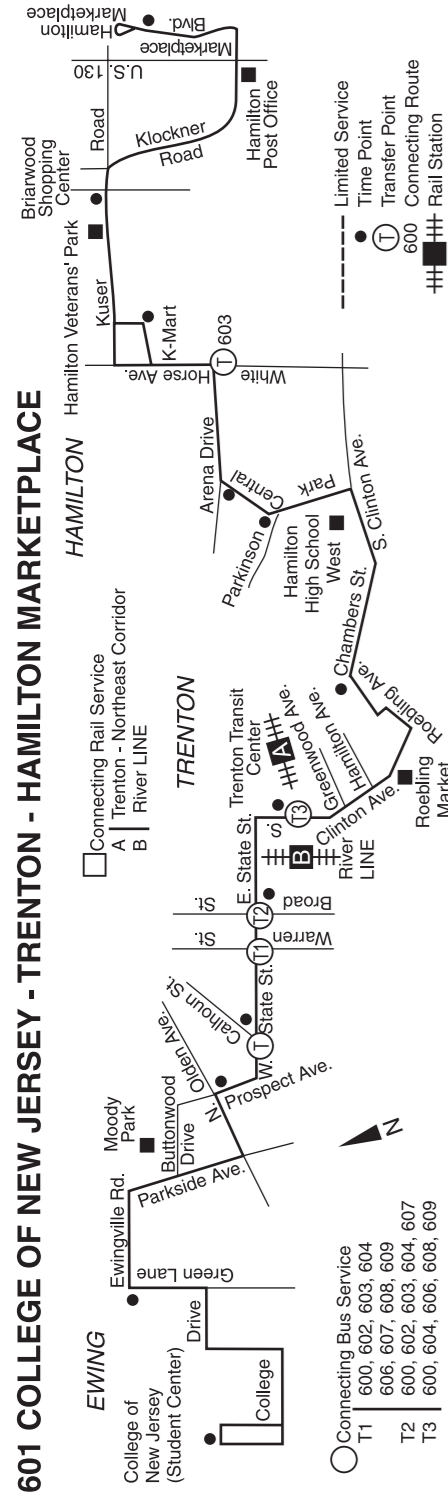 601 COLLEGE OF NEW JERSEY - TRENTON - HAMILTON MARKETPLACE
EWING
College of
New Jersey
(Student Center)
College
Drive
Green Lane
Ewingville Rd.
Parkside Ave.
Moody
Park
Buttonwood
Drive
N.
Olden Ave.
Prospect Ave.
Calhoun St.
T
W. State St.
T1
Warren
St.
T2
Broad
St.
E. State St.
B
River
LINE
TRENTON
Trenton Transit
Center
A
T3
S.
Clinton Ave.
Greenwood Ave.
Hamilton Ave.
Roebling
Market
Roebling Ave.
Chambers St.
S. Clinton Ave.
Hamilton
High School
West
Parkinson
Central
Park
Arena Drive
HAMILTON
T 603
White
Horse Ave.
K-Mart
Kuser
Road
Hamilton Veterans' Park
Briarwood
Shopping
Center
Klockner
Road
U.S. 130
Hamilton
Post Office
Marketplace
Blvd.
Hamilton
Marketplace
Connecting Rail Service
A Trenton - Northeast Corridor
B River LINE
Connecting Bus Service
T1 600, 602, 603, 604
606, 607, 608, 609
T2 600, 602, 603, 604, 607
T3 600, 604, 606, 608, 609
N
Limited Service
Time Point
T Transfer Point
600 Connecting Route
Rail Station